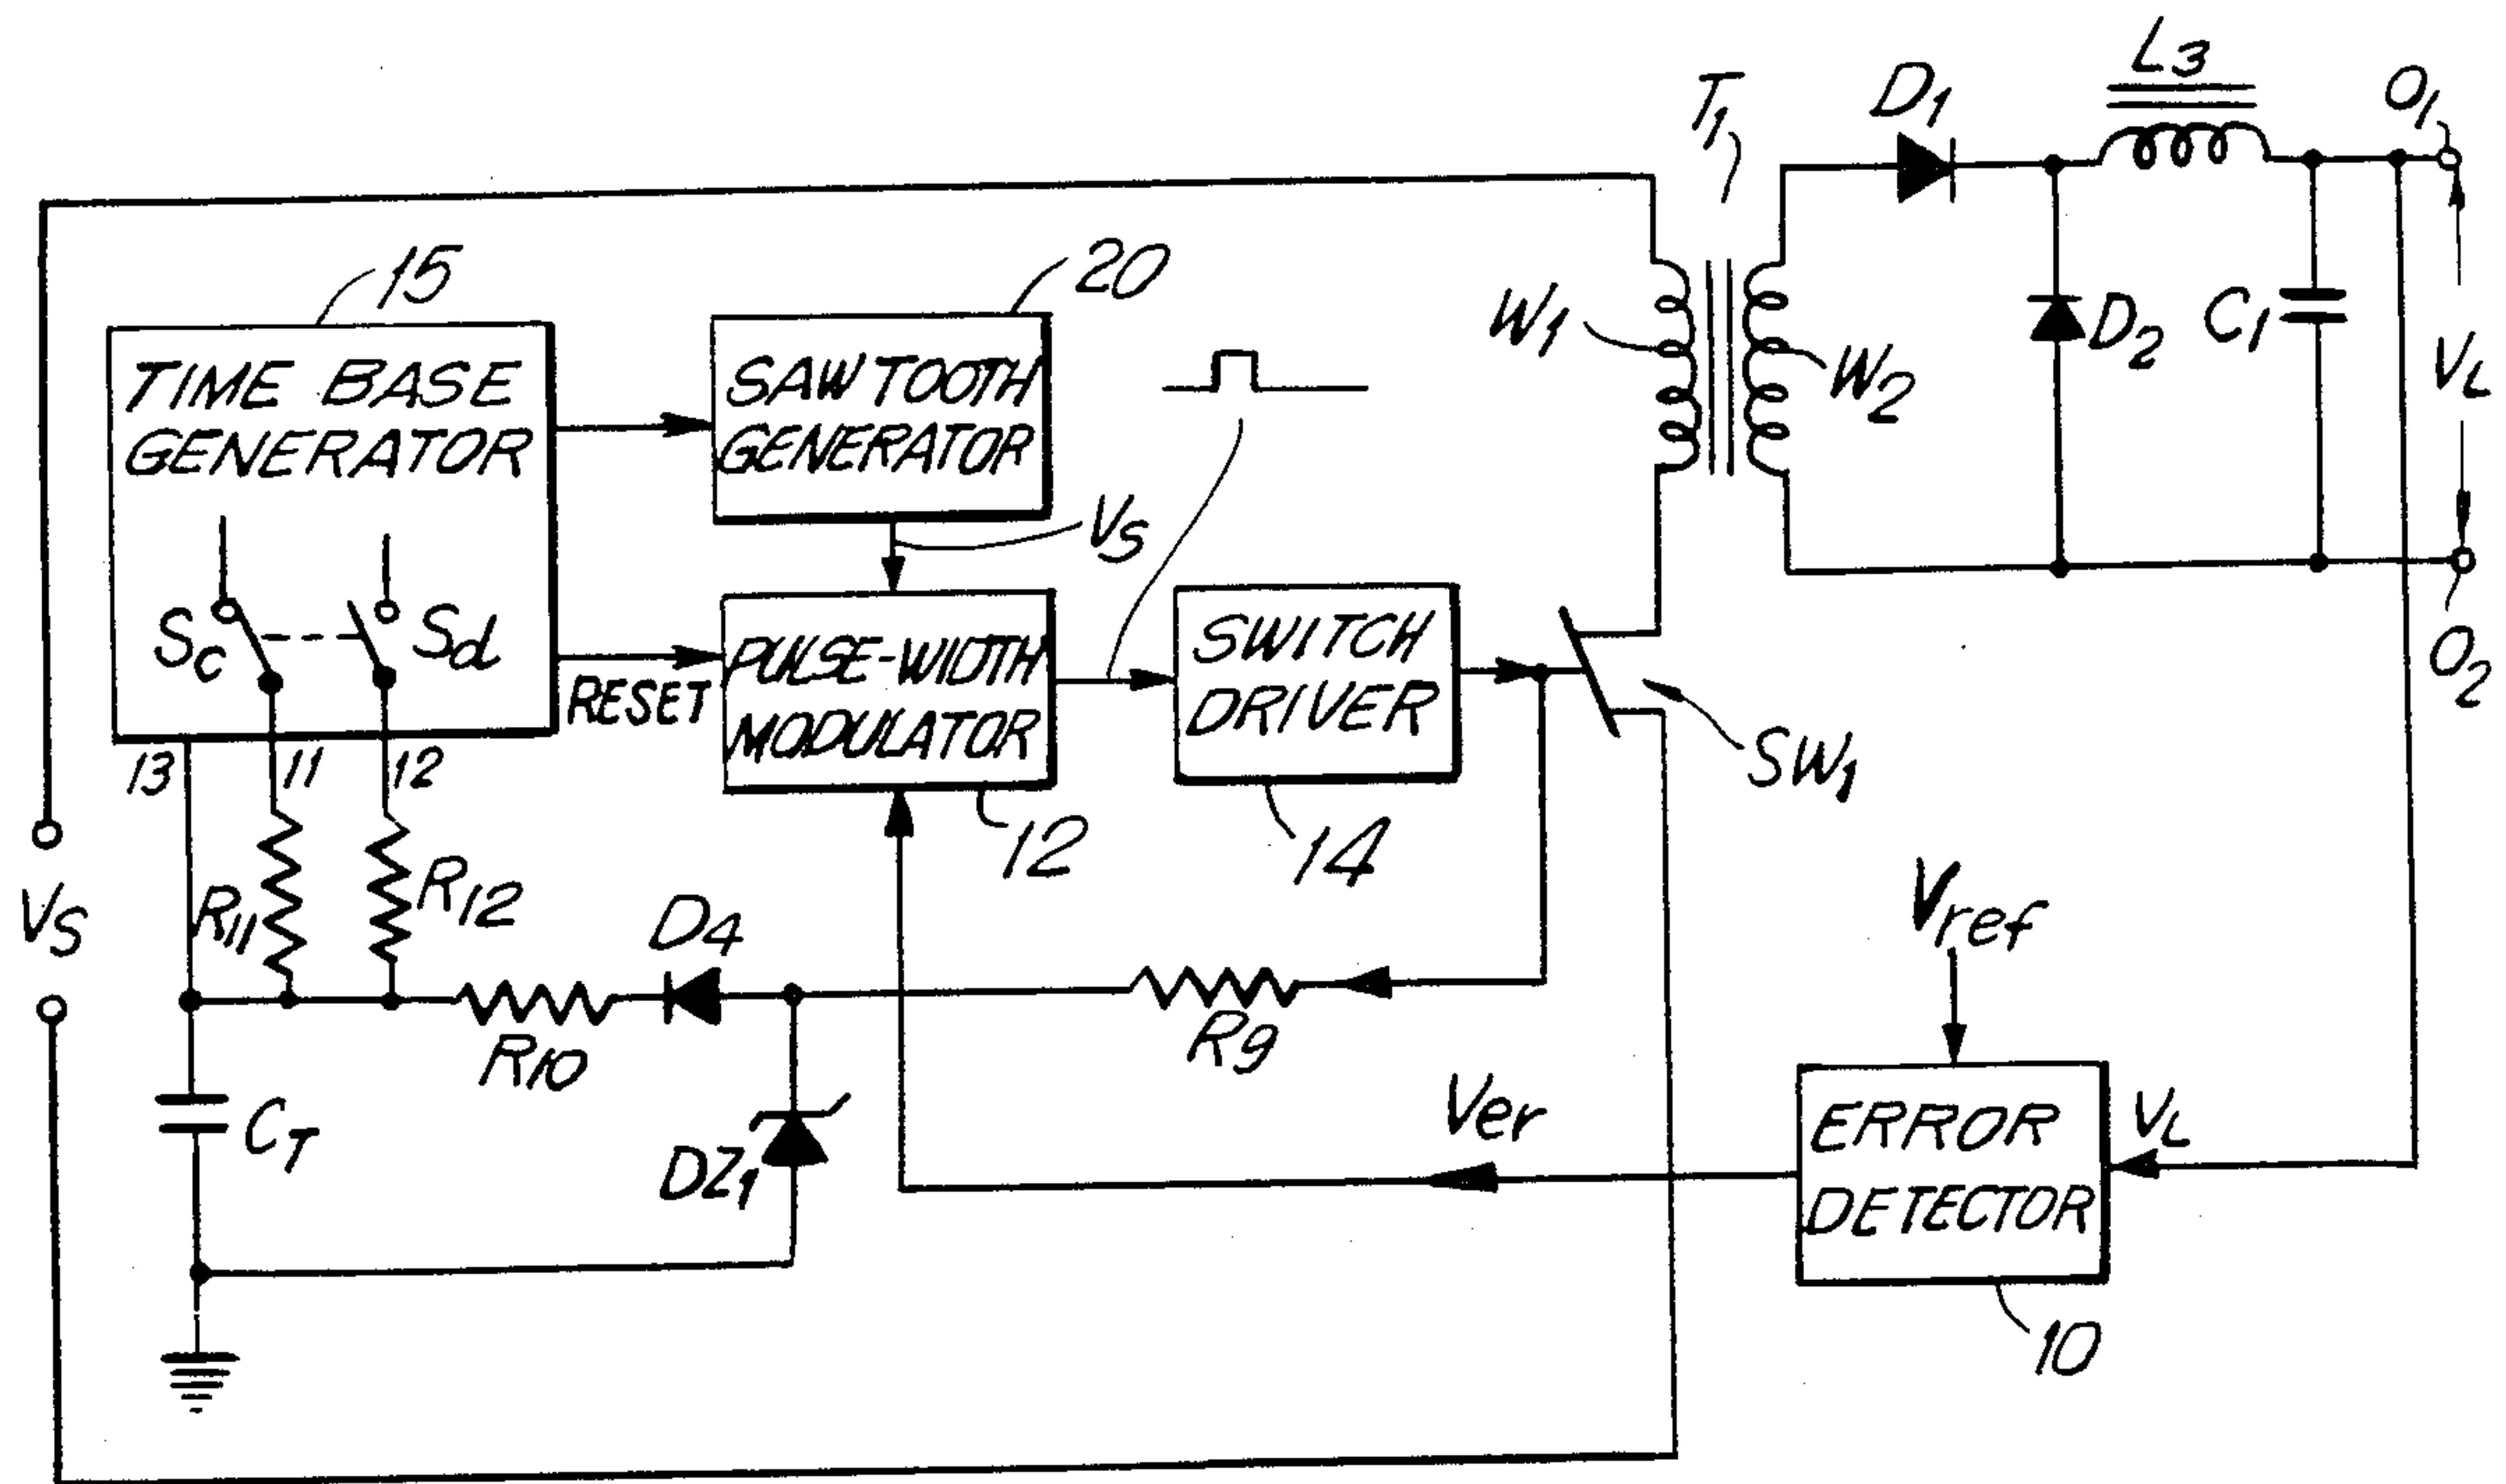 L3
T1
D1
O1
15
20
W1
W2
D2
C1
VL
TIME BASE
GENERATOR
SAWTOOTH
GENERATOR
VS
Sc
Sd
RESET
PULSE-WIDTH
MODULATOR
SWITCH
DRIVER
O2
SW1
13
11
12
12
14
VS
R11
R12
D4
Vref
R10
R9
CT
DZ1
Ver
ERROR
DETECTOR
VL
10